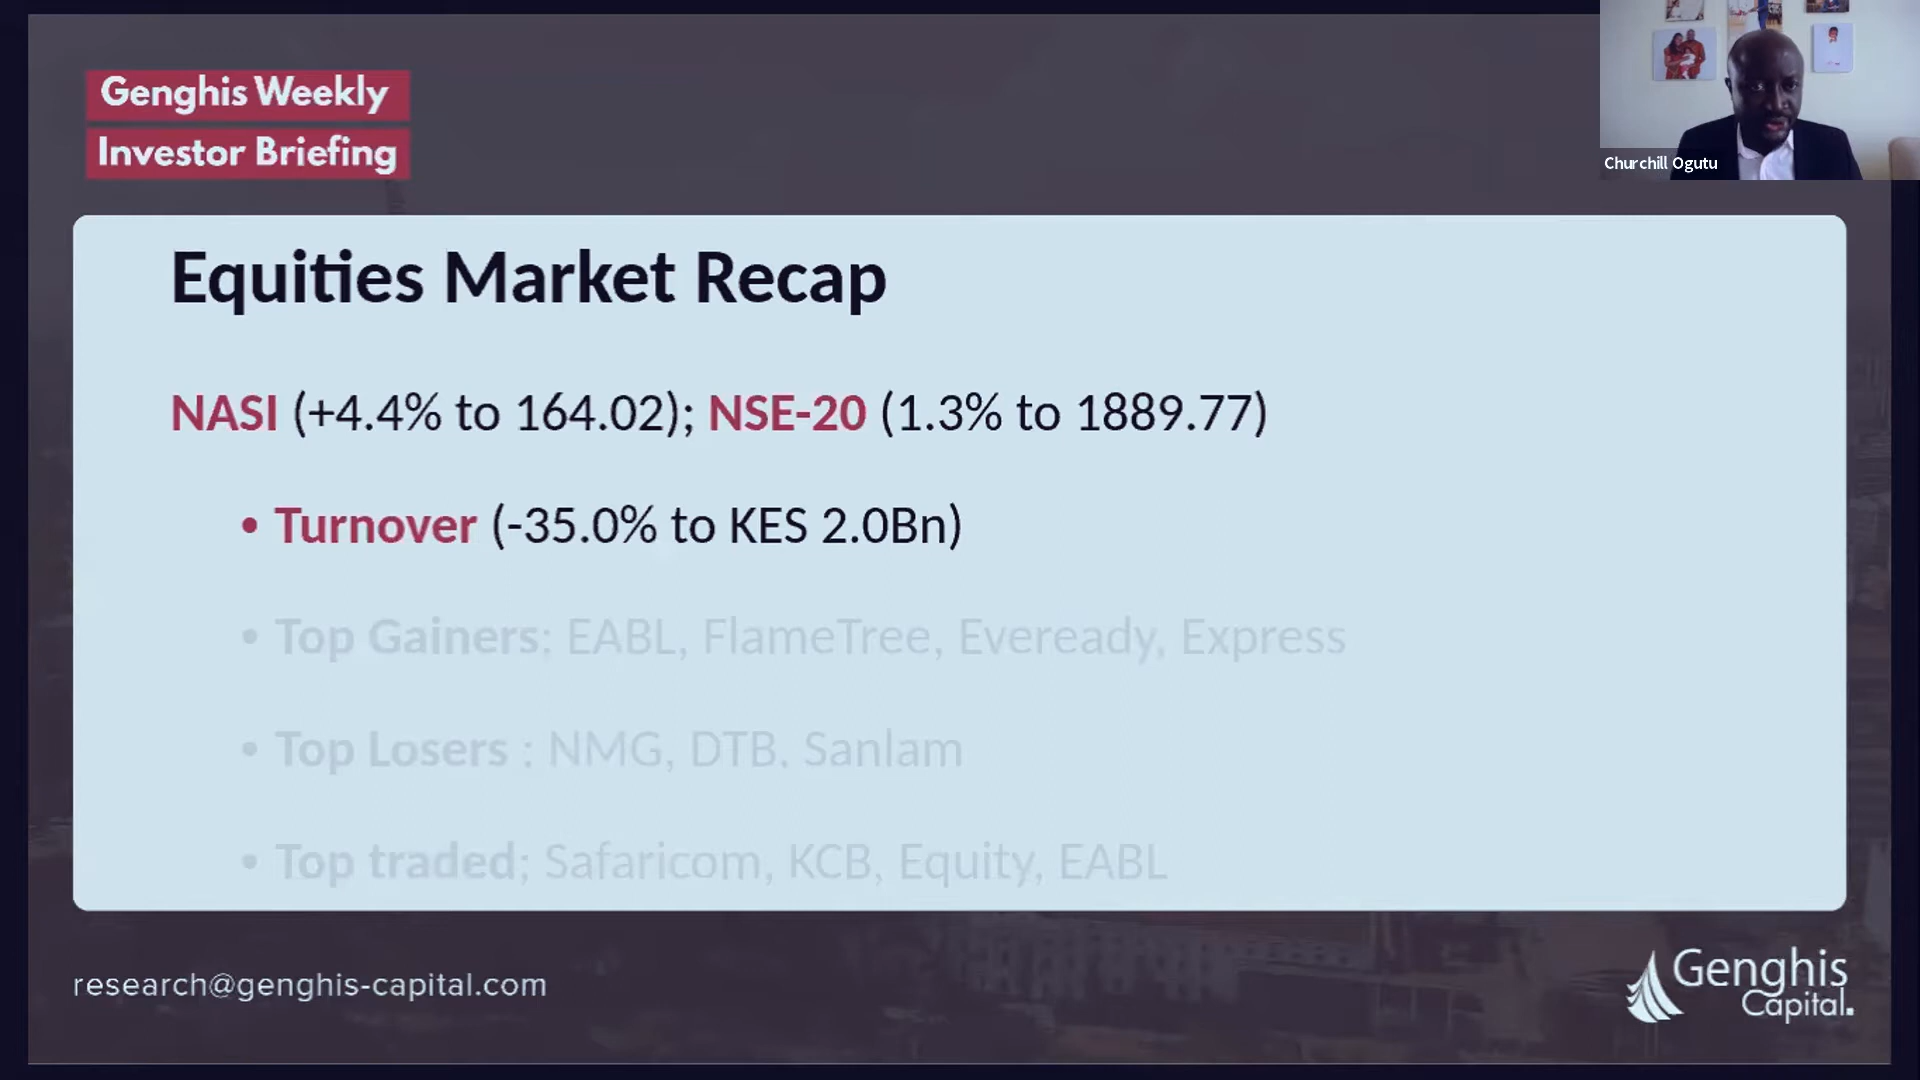 Genghis Weekly
Investor Briefing
Churchill Ogutu
Equities Market Recap
NASI (+4.4% to 164.02); NSE-20 (1.3% to 1889.77)
• Turnover (-35.0% to KES 2.0Bn)
• Top Gainers: EABL, FlameTree, Eveready, Express
• Top Losers : NMG, DTB. Sanlam
• Top traded; Safaricom, KCB, Equity, EABL
research@genghis-capital.com
Genghis
Capital.